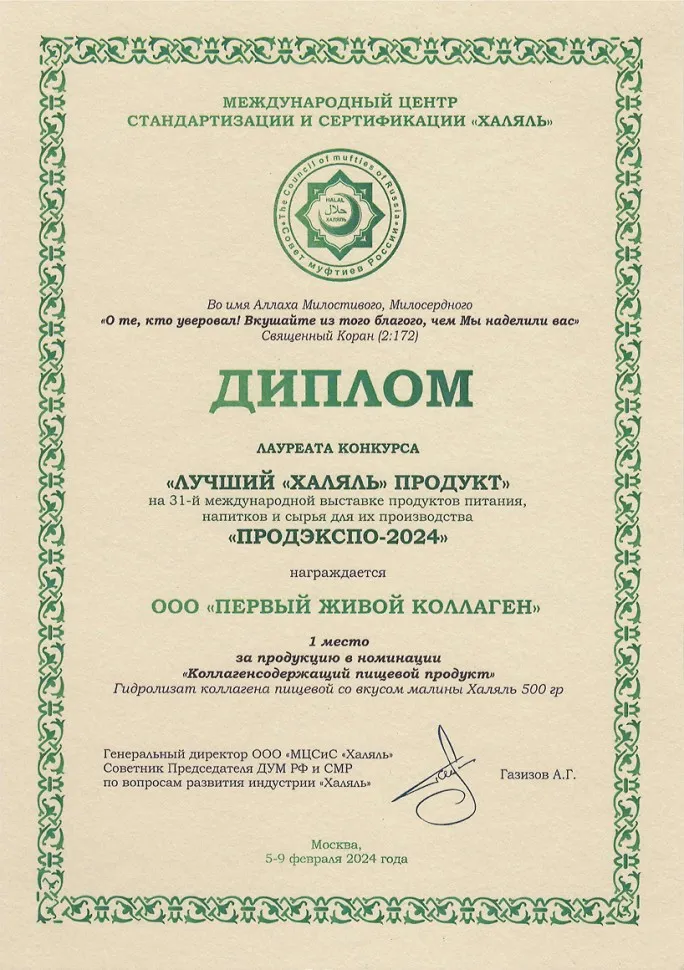 МЕЖДУНАРОДНЫЙ ЦЕНТР
СТАНДАРТИЗАЦИИ И СЕРТИФИКАЦИИ «ХАЛЯЛЬ»
The Council of mufties of Russia
HALAL
حلال
ХАЛЯЛЬ
Совет муфтиев России
Во имя Аллаха Милостивого, Милосердного
«О те, кто уверовал! Вкушайте из того благого, чем Мы наделили вас»
Священный Коран (2:172)
ДИПЛОМ
ЛАУРЕАТА КОНКУРСА
«ЛУЧШИЙ «ХАЛЯЛЬ» ПРОДУКТ»
на 31-й международной выставке продуктов питания,
напитков и сырья для их производства
«ПРОДЭКСПО-2024»
награждается
ООО «ПЕРВЫЙ ЖИВОЙ КОЛЛАГЕН»
1 место
за продукцию в номинации
«Коллагенсодержащий пищевой продукт»
Гидролизат коллагена пищевой со вкусом малины Халяль 500 гр
Генеральный директор ООО «МЦСиС «Халяль»
Советник Председателя ДУМ РФ и СМР
по вопросам развития индустрии «Халяль»
Газизов А.Г.
Москва,
5-9 февраля 2024 года